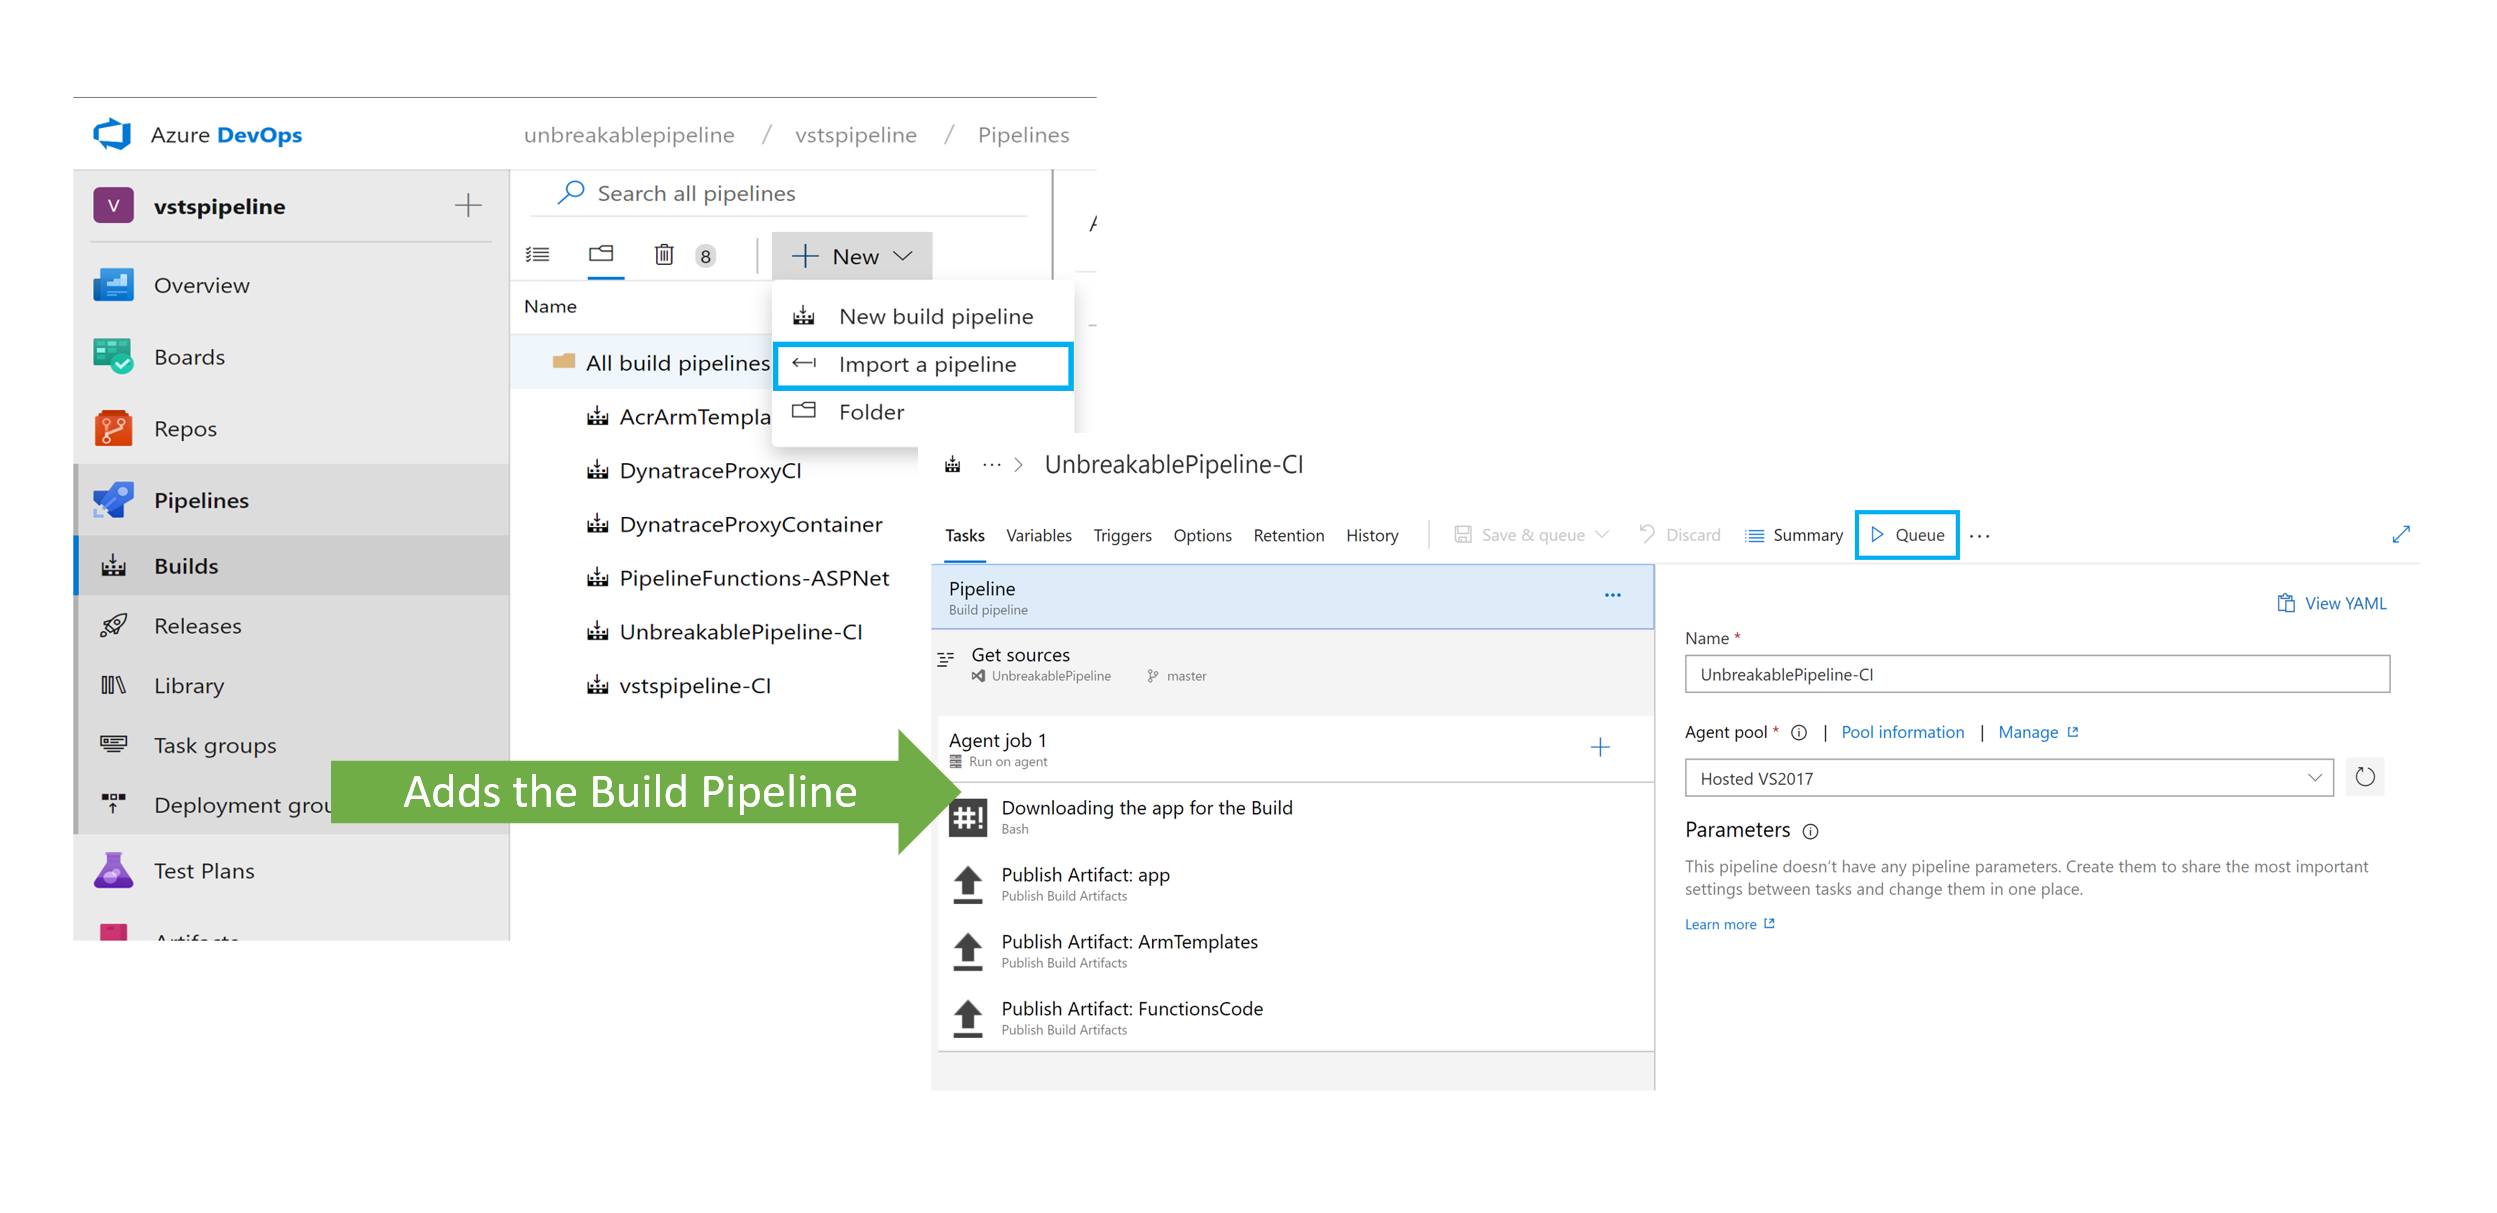 Azure DevOps
unbreakablepipeline / vstspipeline / Pipelines
V vstspipeline
Overview
Boards
Repos
Pipelines
Builds
Releases
Library
Task groups
Deployment grou
Test Plans
Search all pipelines
8
New
Name
New build pipeline
Import a pipeline
Folder
All build pipelines
AcrArmTempla
DynatraceProxyCI
DynatraceProxyContainer
PipelineFunctions-ASPNet
UnbreakablePipeline-CI
vstspipeline-CI
Adds the Build Pipeline
... > UnbreakablePipeline-CI
Tasks Variables Triggers Options Retention History Save & queue Discard Summary Queue ...
Pipeline
Build pipeline
Get sources
UnbreakablePipeline master
Agent job 1
Run on agent
#! Downloading the app for the Build
Bash
Publish Artifact: app
Publish Build Artifacts
Publish Artifact: ArmTemplates
Publish Build Artifacts
Publish Artifact: FunctionsCode
Publish Build Artifacts
View YAML
Name *
UnbreakablePipeline-CI
Agent pool * | Pool information | Manage
Hosted VS2017
Parameters
This pipeline doesn't have any pipeline parameters. Create them to share the most important
settings between tasks and change them in one place.
Learn more